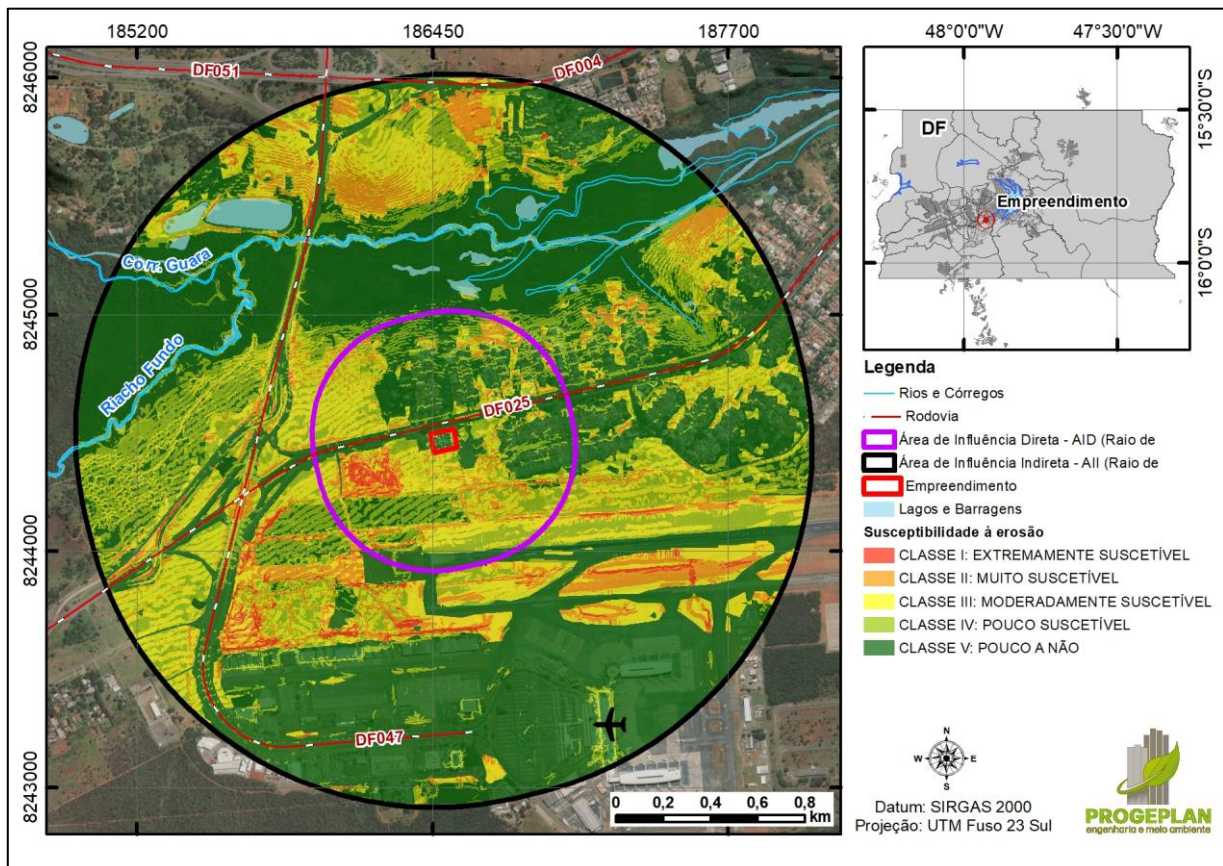 185200 186450 187700
48°0'0"W 47°30'0"W
8246000
8245000
8244000
8243000
DF051
DF004
Corr. Guara
Riacho Fundo
DF025
DF047
0 0,2 0,4 0,6 0,8
km
DF
Empreendimento
15°30'0"S
16°0'0"S
Legenda
Rios e Córregos
Rodovia
Área de Influência Direta - AID (Raio de
Área de Influência Indireta - AII (Raio de
Empreendimento
Lagos e Barragens
Susceptibilidade à erosão
CLASSE I: EXTREMAMENTE SUSCETÍVEL
CLASSE II: MUITO SUSCETÍVEL
CLASSE III: MODERADAMENTE SUSCETÍVEL
CLASSE IV: POUCO SUSCETÍVEL
CLASSE V: POUCO A NÃO
N
W E
S
Datum: SIRGAS 2000
Projeção: UTM Fuso 23 Sul
PROGEPLAN
engenharia e meio ambiente